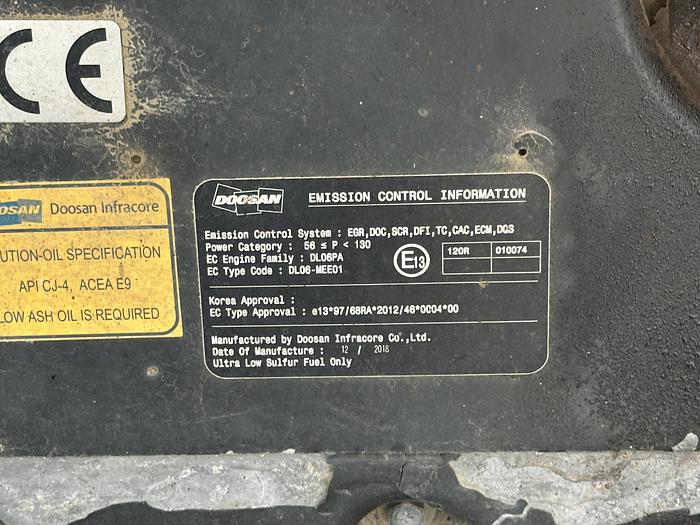 CE
OSAN Doosan Infracore
UTION-OIL SPECIFICATION
API CJ-4, ACEA E9
LOW ASH OIL IS REQUIRED
DOOSAN EMISSION CONTROL INFORMATION
Emission Control System : EGR,DOC,SCR,DFI,TC,CAC,ECM,DGS
Power Category : 56 ≤ P < 130
EC Engine Family : DL06PA
EC Type Code : DL06-MEE01
E13
120R 010074
Korea Approval :
EC Type Approval : e13*97/68RA*2012/46*0004*00
Manufactured by Doosan Infracore Co.,Ltd.
Date Of Manufacture : 12 / 2018
Ultra Low Sulfur Fuel Only